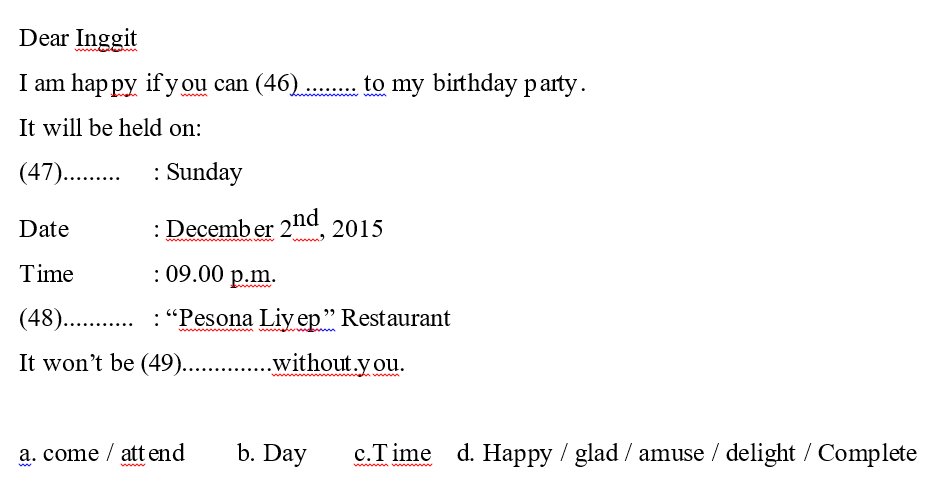 Dear Inggit
I am happy if you can (46) ........ to my birthday party.
It will be held on:
(47)......... : Sunday
Date : December 2nd, 2015
Time : 09.00 p.m.
(48)........... : “Pesona Liyep” Restaurant
It won’t be (49)..............without.you.
a. come / attend b. Day c.Time d. Happy / glad / amuse / delight / Complete